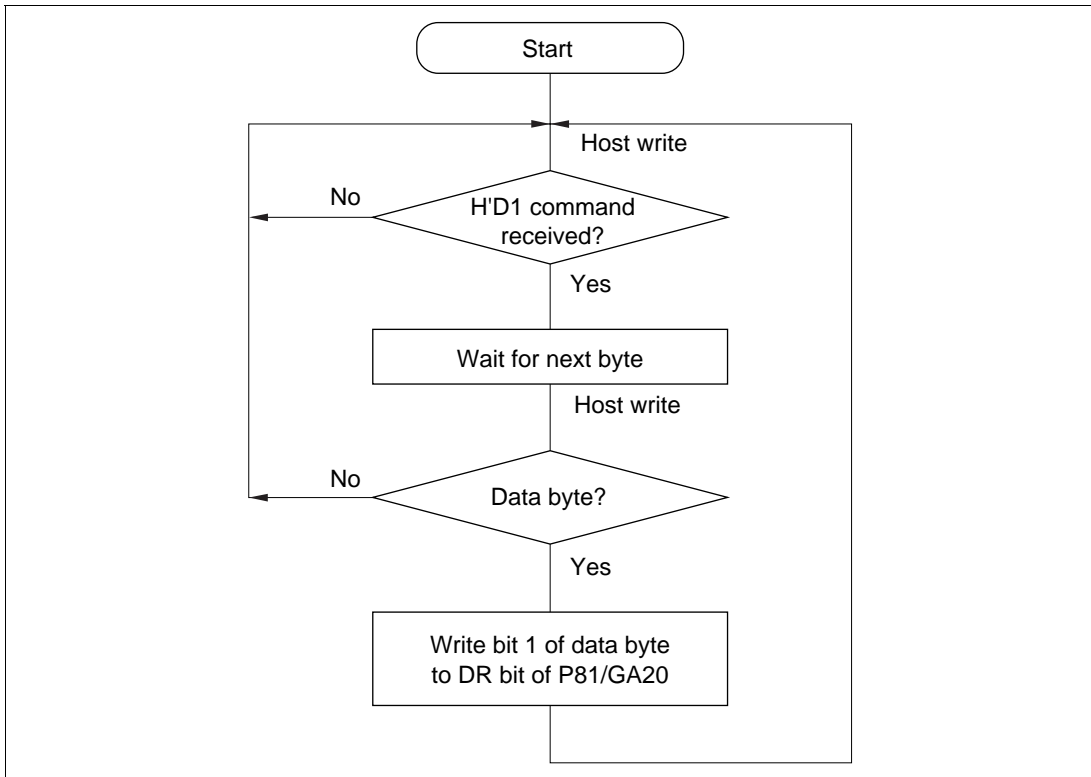 Start
Host write
No
H'D1 command
received?
Yes
Wait for next byte
Host write
No
Data byte?
Yes
Write bit 1 of data byte
to DR bit of P81/GA20